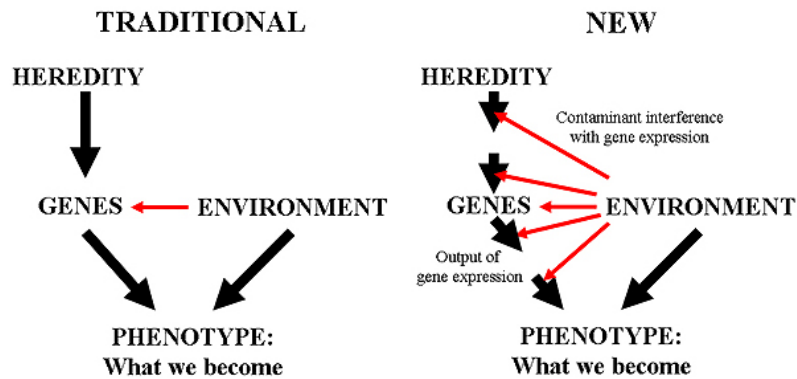 TRADITIONAL
HEREDITY
GENES
ENVIRONMENT
PHENOTYPE:
What we become
NEW
HEREDITY
Contaminant interference
with gene expression
GENES
ENVIRONMENT
Output of
gene expression
PHENOTYPE:
What we become